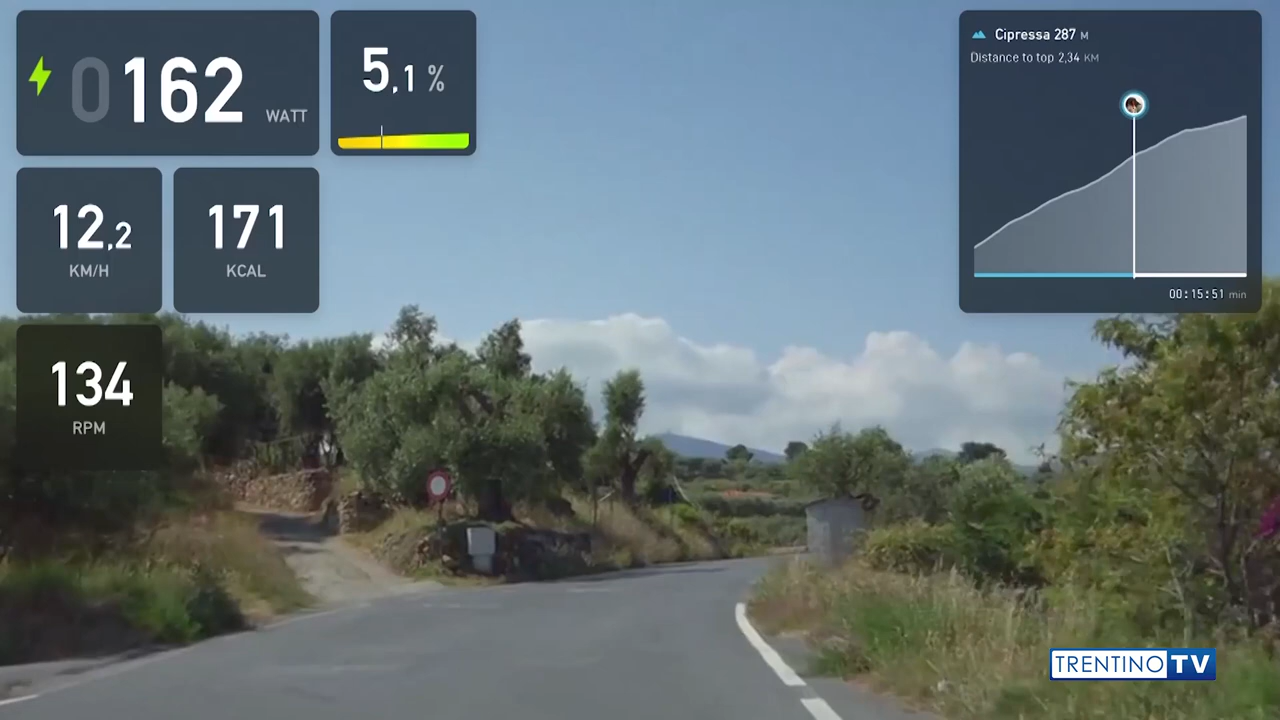 0162 WATT
5,1 %
12,2
KM/H
171
KCAL
134
RPM
Cipressa 287 M
Distance to top 2,34 KM
00:15:51 min
TRENTINO TV